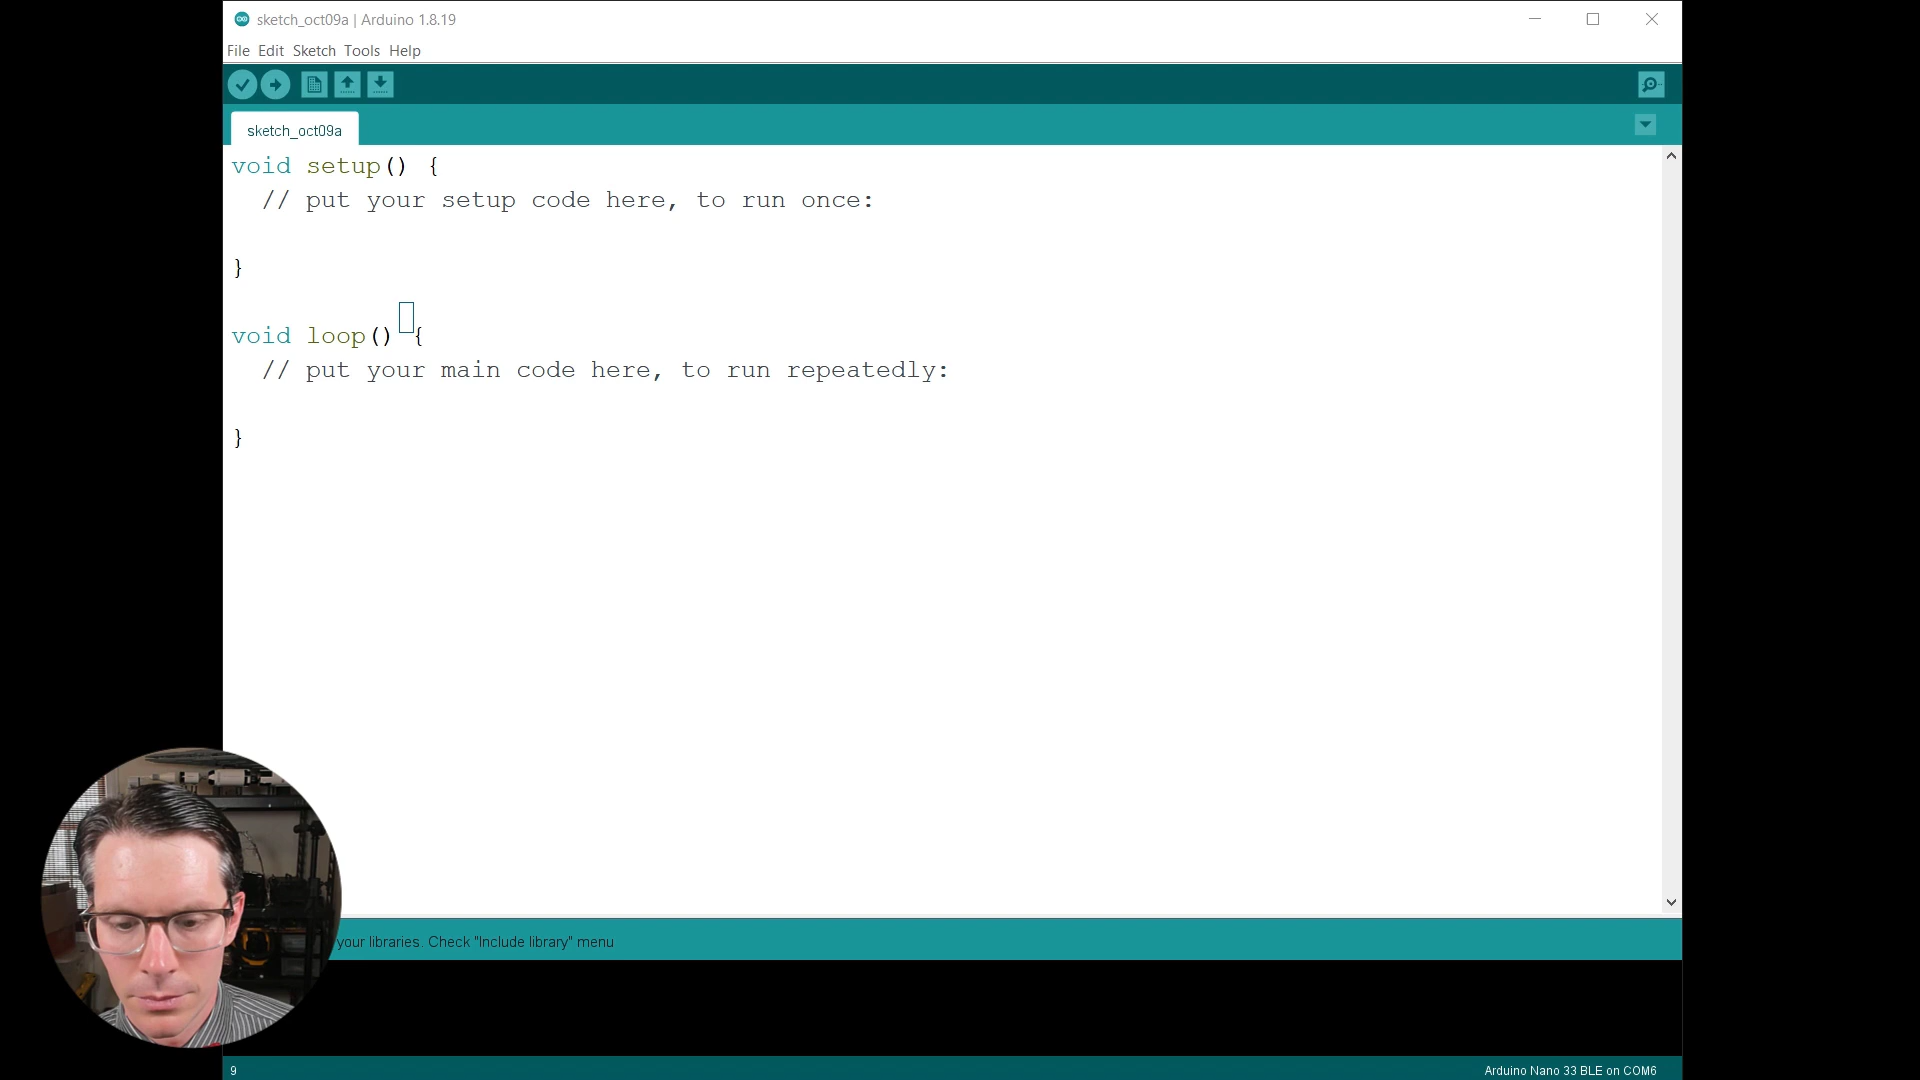 sketch_oct09a | Arduino 1.8.19
File Edit Sketch Tools Help
sketch_oct09a
void setup() {
  // put your setup code here, to run once:
}
void loop() {
  // put your main code here, to run repeatedly:
}
your libraries. Check "Include library" menu
9
Arduino Nano 33 BLE on COM6